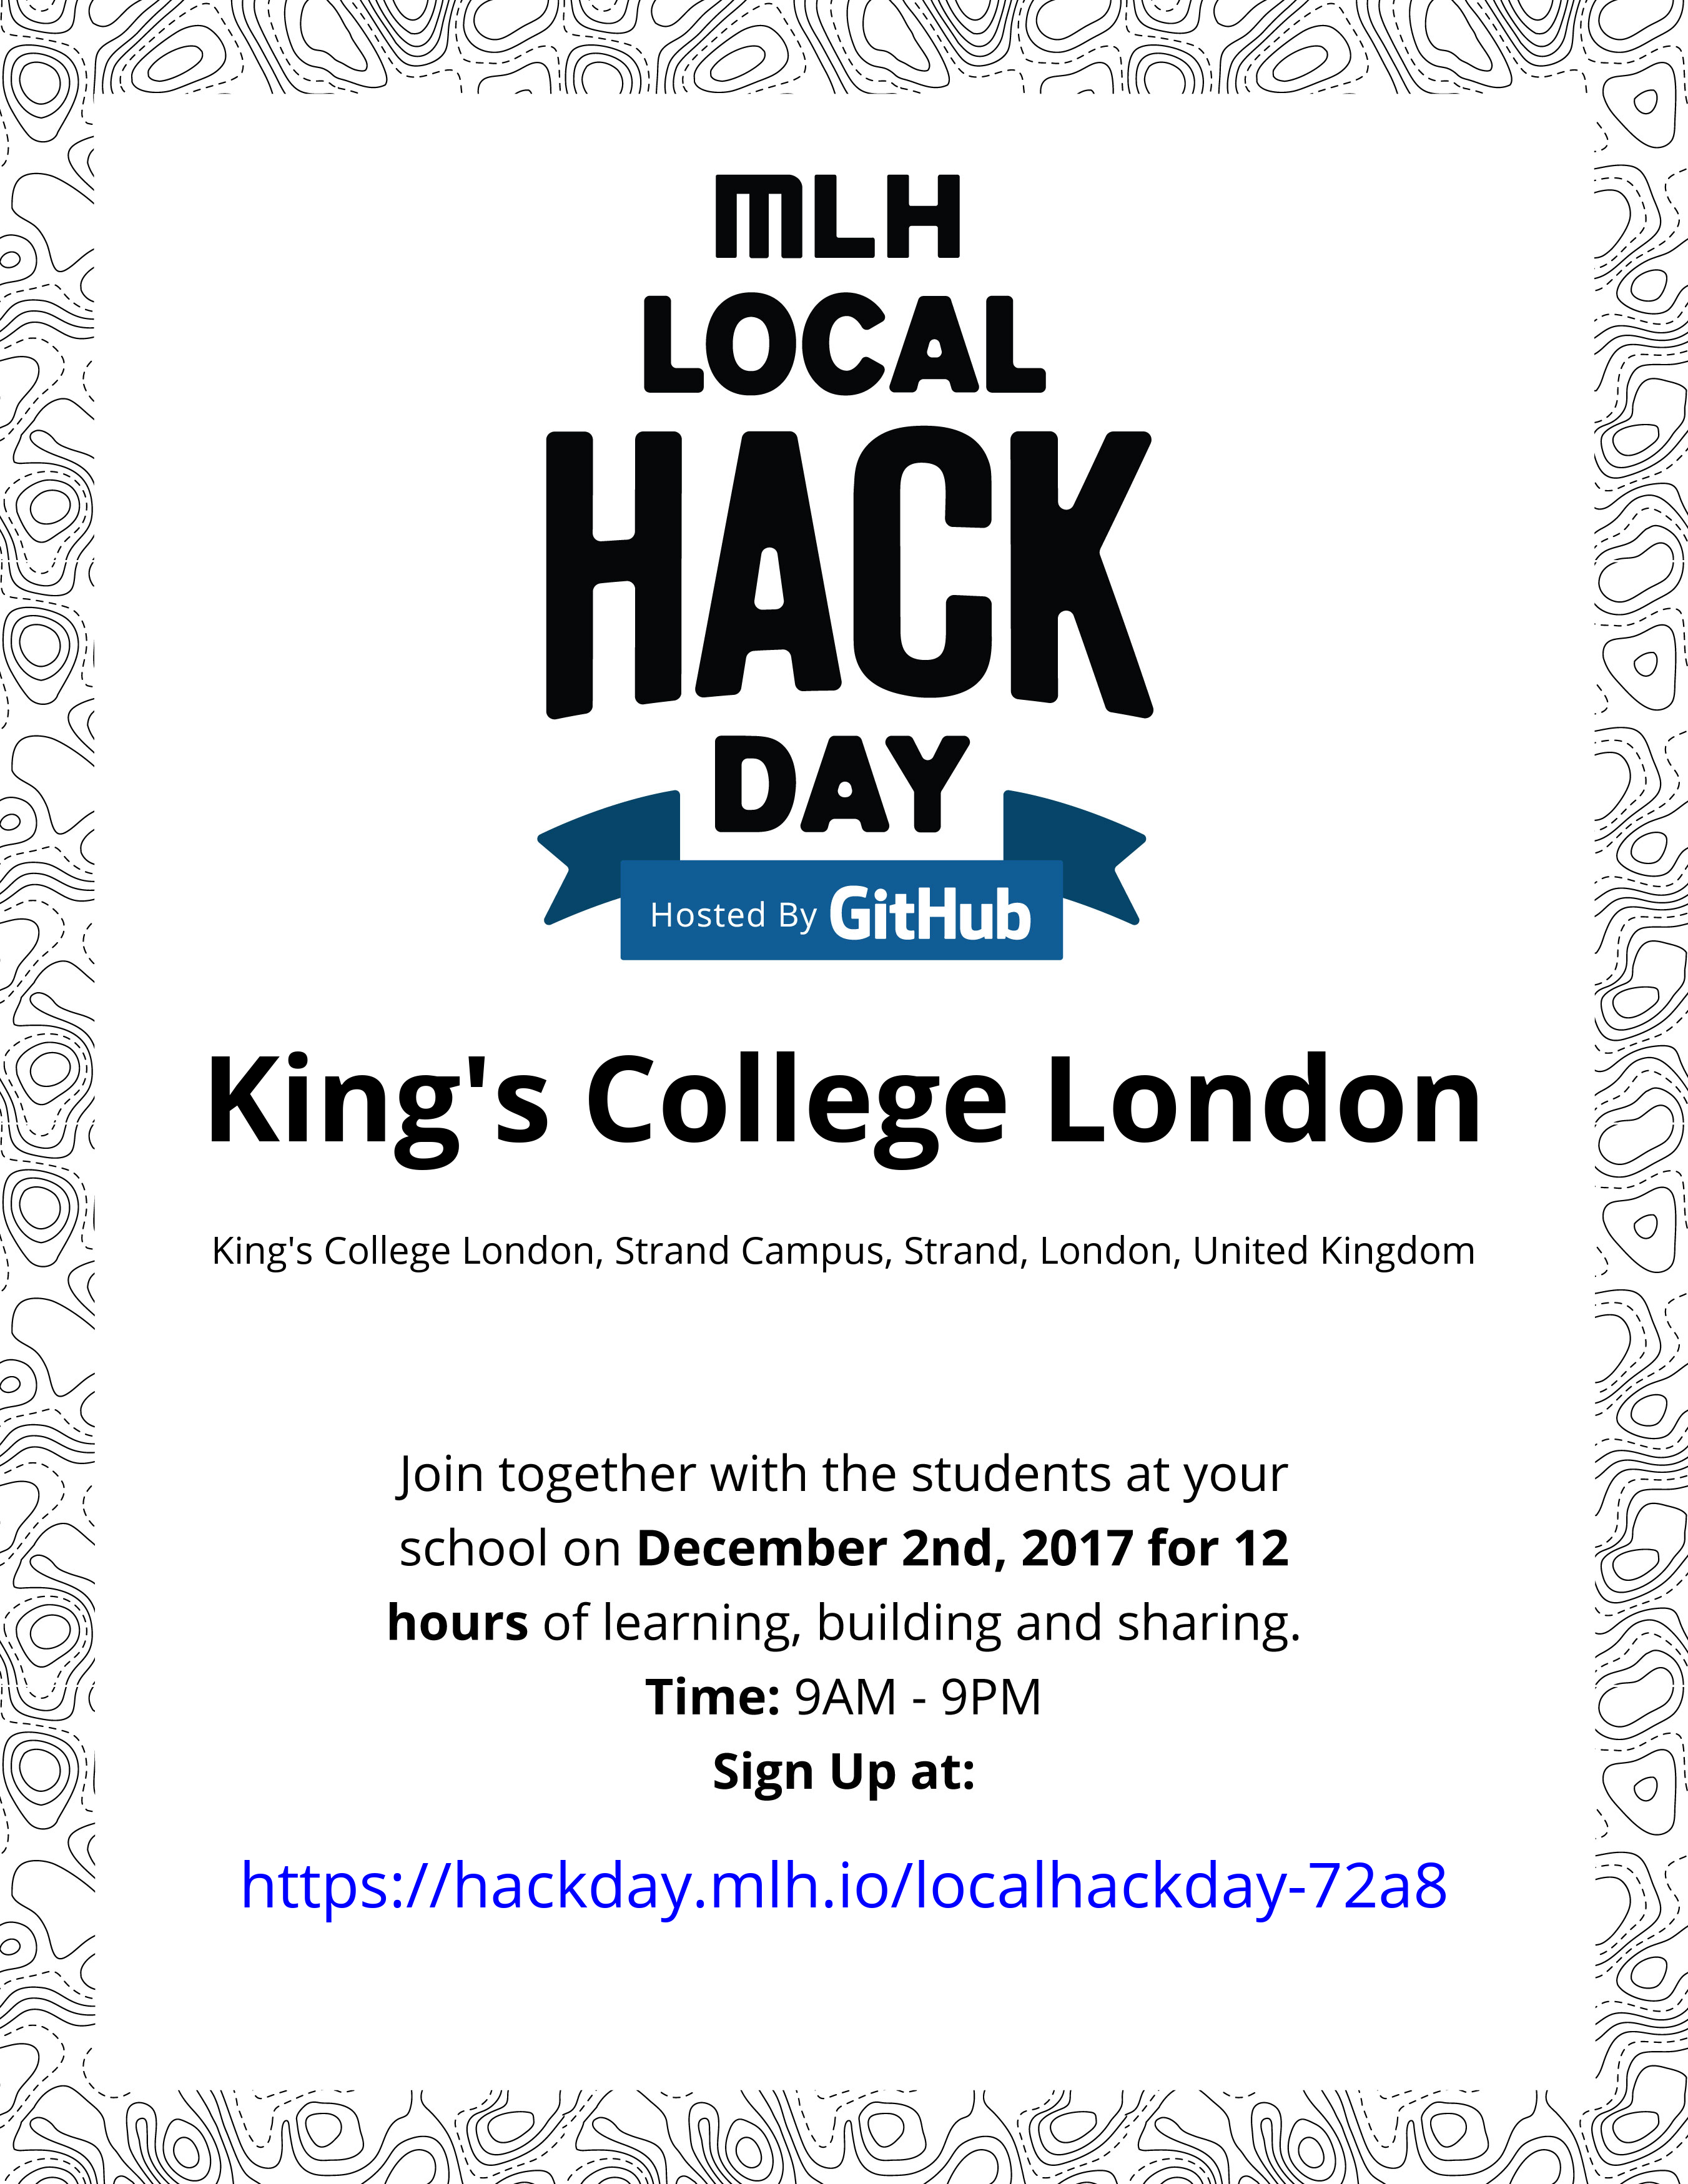 MLH
LOCAL
HACK
DAY
Hosted By GitHub
King's College London
King's College London, Strand Campus, Strand, London, United Kingdom
Join together with the students at your
school on December 2nd, 2017 for 12
hours of learning, building and sharing.
Time: 9AM - 9PM
Sign Up at:
https://hackday.mlh.io/localhackday-72a8